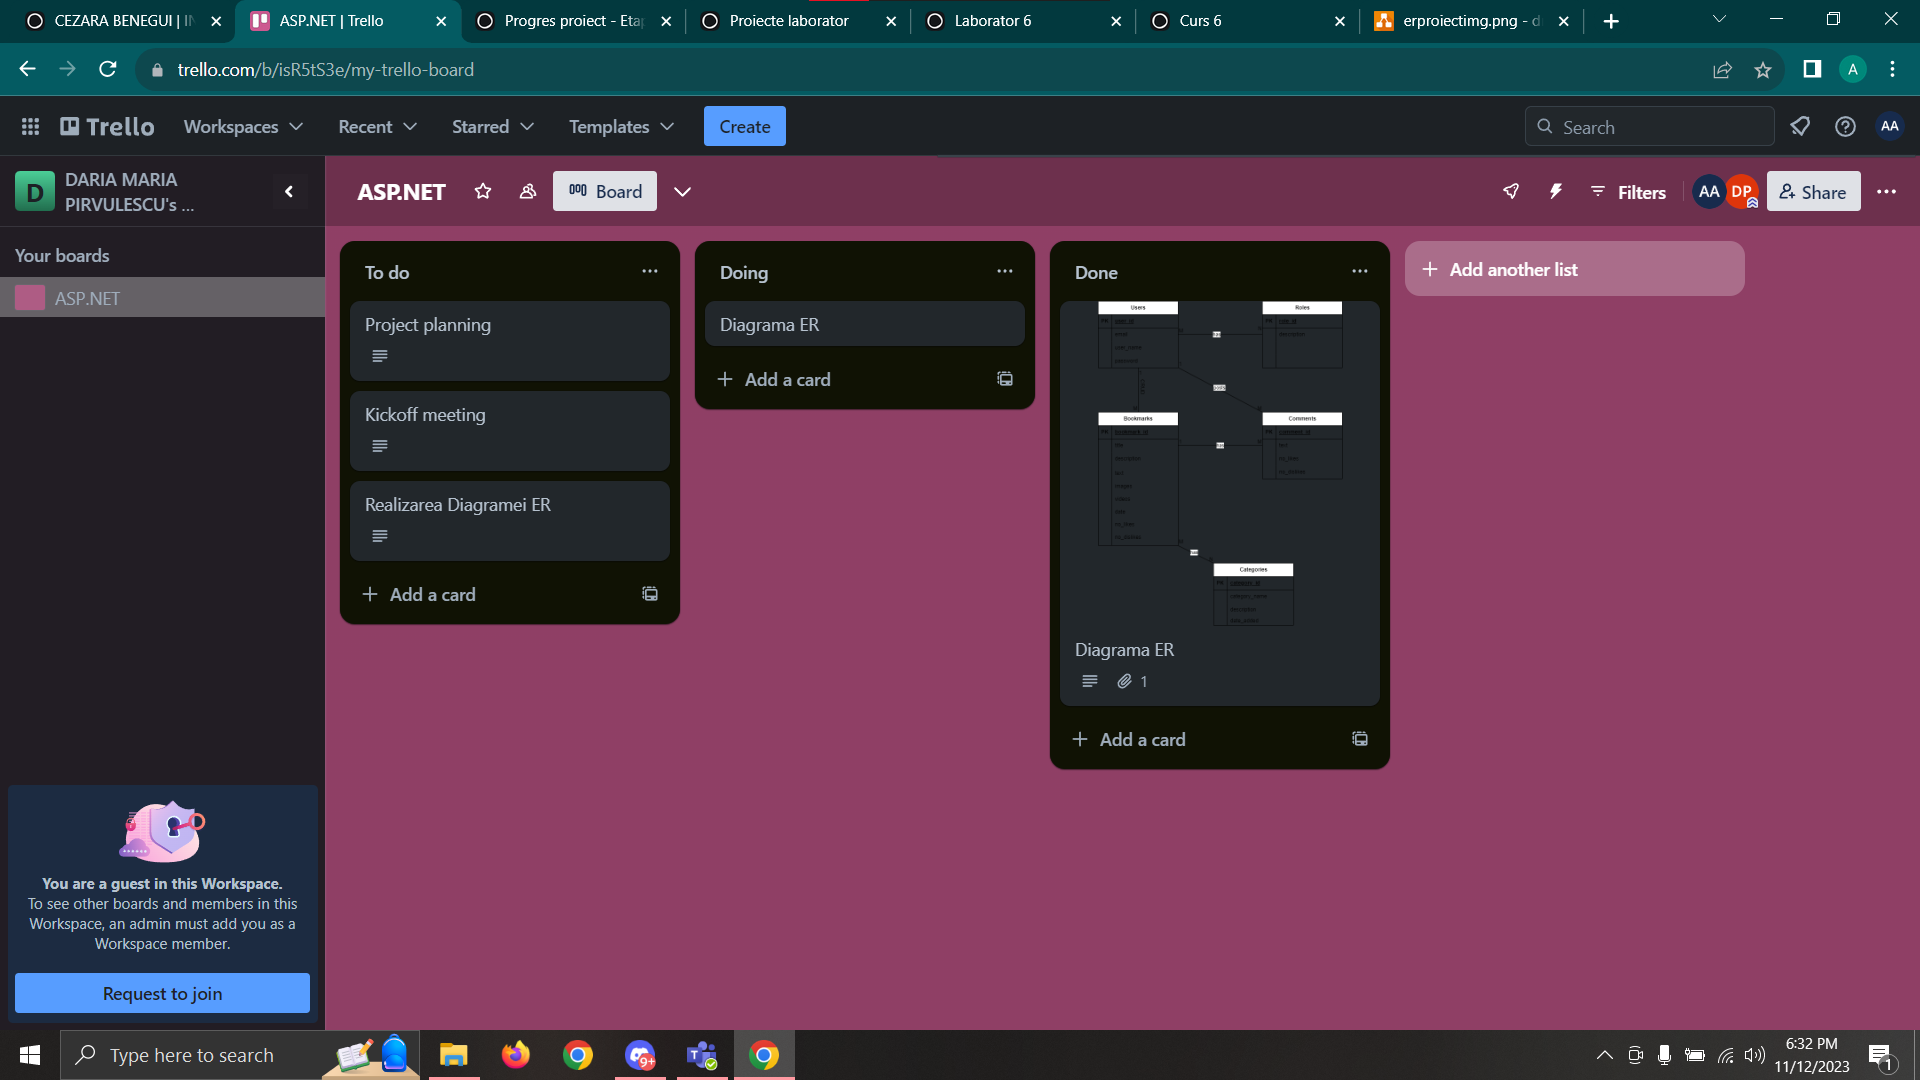 CEZARA BENEGUI | IN
ASP.NET | Trello
Progres proiect - Etap
Proiecte laborator
Laborator 6
Curs 6
erproiectimg.png - d
trello.com/b/isR5tS3e/my-trello-board
A
Trello
Workspaces
Recent
Starred
Templates
Create
Search
AA
D
DARIA MARIA
PIRVULESCU's ...
ASP.NET
Board
Filters
AA
DP
Share
Your boards
ASP.NET
To do
Project planning
Kickoff meeting
Realizarea Diagramei ER
+ Add a card
Doing
Diagrama ER
+ Add a card
Done
Users
Roles
Bookmarks
Comments
Categories
Diagrama ER
1
+ Add a card
+ Add another list
You are a guest in this Workspace.
To see other boards and members in this
Workspace, an admin must add you as a
Workspace member.
Request to join
Type here to search
9+
6:32 PM
11/12/2023
1